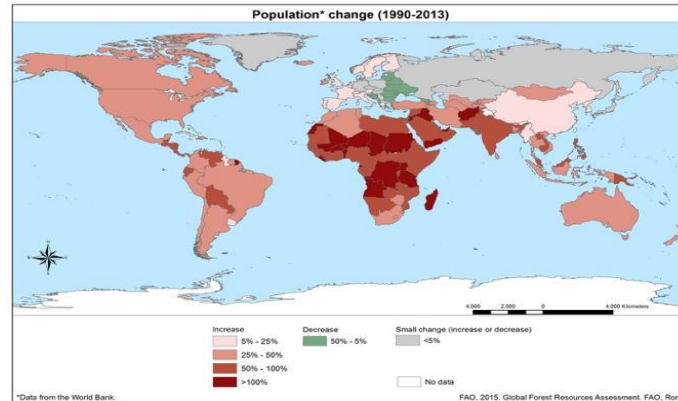 Population* change (1990-2013)
4.000 2.000 0 4.000 Kilometers
Increase
5% - 25%
25% - 50%
50% - 100%
>100%
Decrease
50% - 5%
Small change (increase or decrease)
<5%
No data
*Data from the World Bank.
FAO, 2015. Global Forest Resources Assessment. FAO, Ron